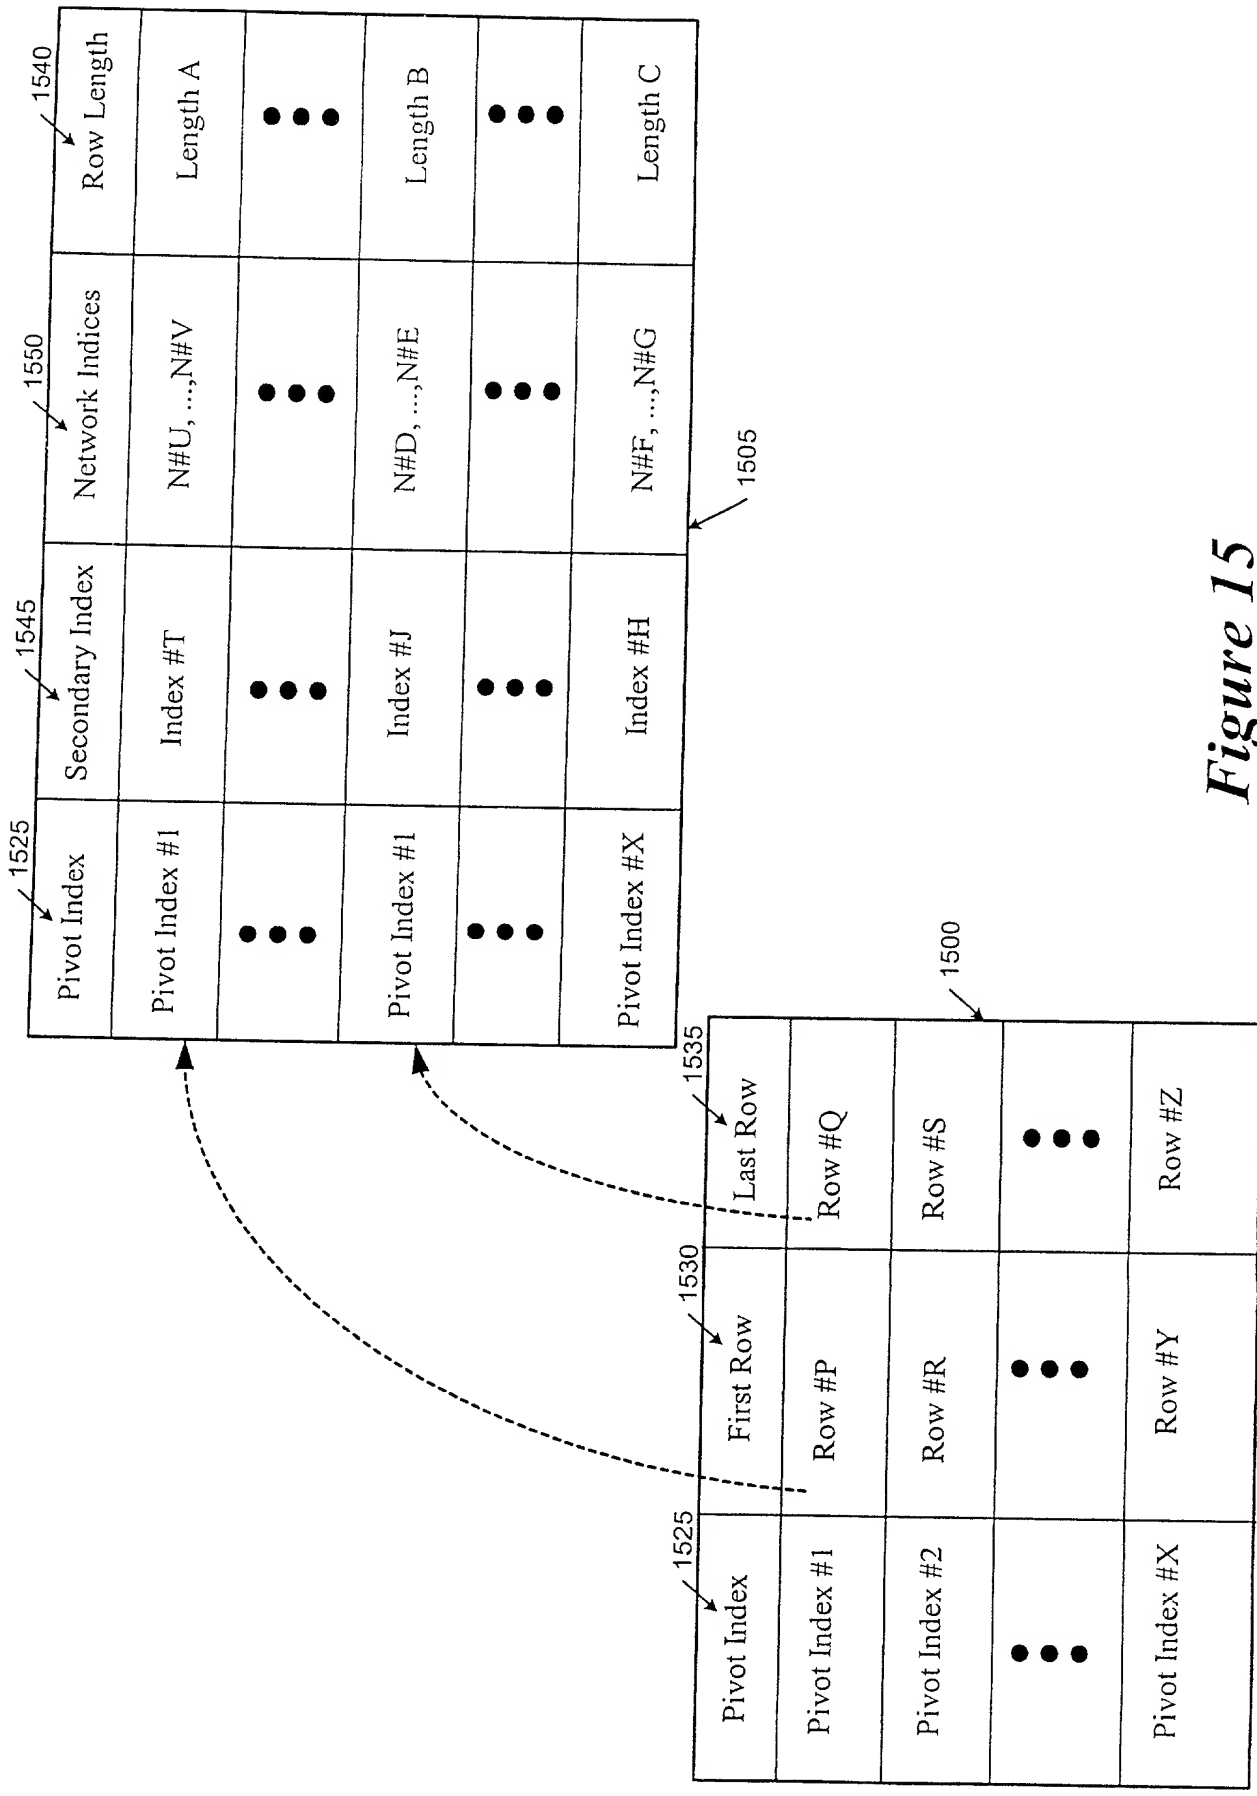 1525 1545 1550 1540
Pivot Index Secondary Index Network Indices Row Length
Pivot Index #1 Index #T N#U, ...,N#V Length A
Pivot Index #1 Index #J N#D, ...,N#E Length B
Pivot Index #X Index #H N#F, ...,N#G Length C
1505
1525 1530 1535
Pivot Index First Row Last Row
Pivot Index #1 Row #P Row #Q
Pivot Index #2 Row #R Row #S
1500
Pivot Index #X Row #Y Row #Z
Figure 15